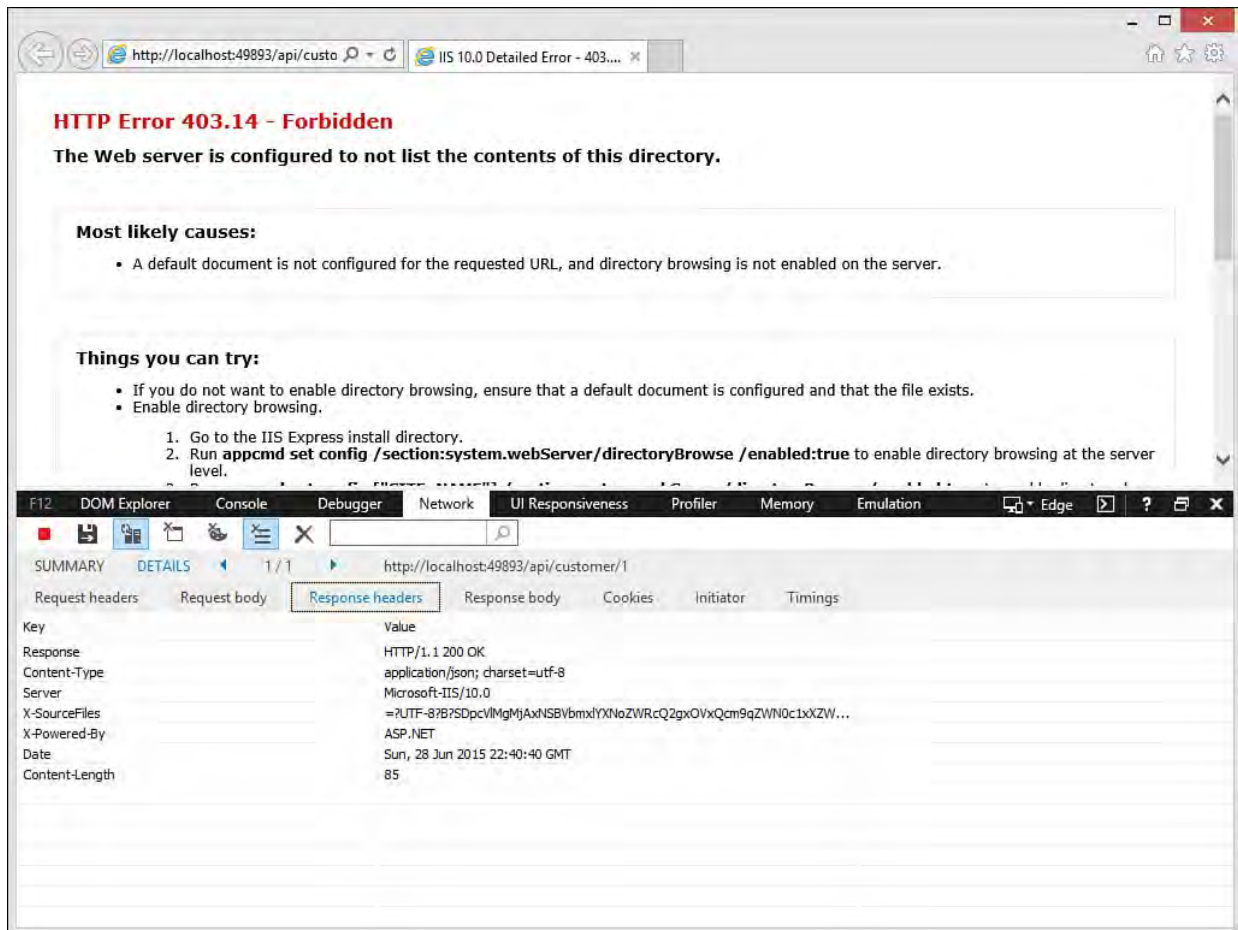 http://localhost:49893/api/custo
IIS 10.0 Detailed Error - 403....
HTTP Error 403.14 - Forbidden
The Web server is configured to not list the contents of this directory.
Most likely causes:
• A default document is not configured for the requested URL, and directory browsing is not enabled on the server.
Things you can try:
• If you do not want to enable directory browsing, ensure that a default document is configured and that the file exists.
• Enable directory browsing.
1. Go to the IIS Express install directory.
2. Run appcmd set config /section:system.webServer/directoryBrowse /enabled:true to enable directory browsing at the server
level.
F12 DOM Explorer Console Debugger Network UI Responsiveness Profiler Memory Emulation Edge ?
SUMMARY DETAILS 1 / 1 http://localhost:49893/api/customer/1
Request headers Request body Response headers Response body Cookies Initiator Timings
Key Value
Response HTTP/1.1 200 OK
Content-Type application/json; charset=utf-8
Server Microsoft-IIS/10.0
X-SourceFiles =?UTF-8?B?SDpcVlMgMjAxNSBVbmxlYXNoZWRcQ2gxOVxQcm9qZWN0c1xXZW...
X-Powered-By ASP.NET
Date Sun, 28 Jun 2015 22:40:40 GMT
Content-Length 85